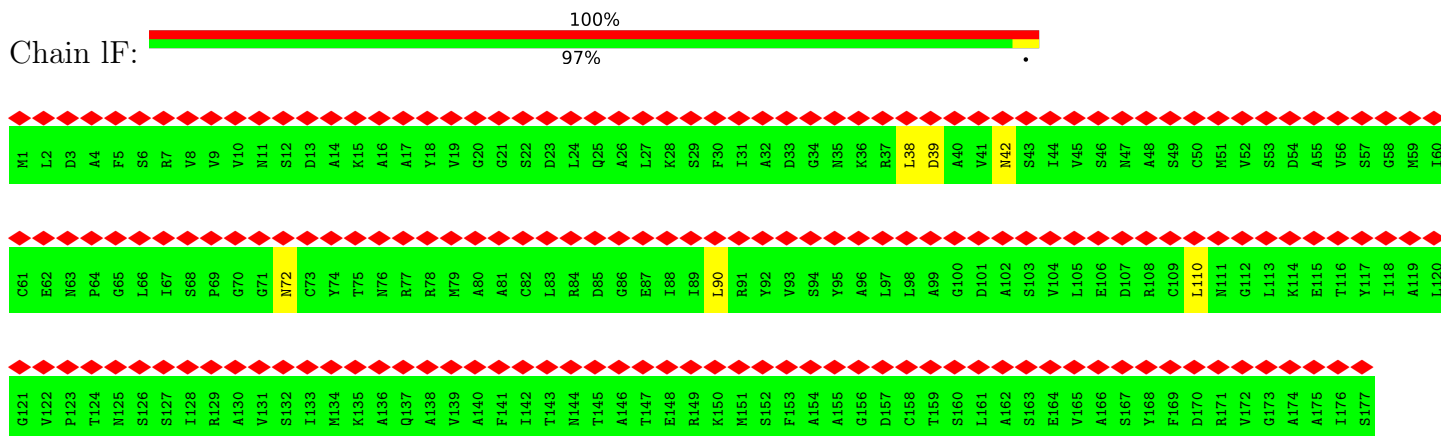 100%
Chain lF:
97%
.
M1 L2 D3 A4 F5 S6 R7 V8 V9 V10 N11 S12 D13 A14 K15 A16 A17 Y18 V19 G20 G21 S22 D23 L24 Q25 A26 L27 K28 S29 F30 I31 A32 D33 G34 N35 K36 R37 L38 D39 A40 V41 N42 S43 I44 V45 S46 N47 A48 S49 C50 M51 V52 S53 D54 A55 V56 S57 G58 M59 I60
C61 E62 N63 P64 G65 L66 I67 S68 P69 G70 G71 N72 C73 Y74 T75 N76 R77 R78 M79 A80 A81 C82 L83 R84 D85 G86 E87 I88 I89 L90 R91 Y92 V93 S94 Y95 A96 L97 L98 A99 G100 D101 A102 S103 V104 L105 E106 D107 R108 C109 L110 N111 G112 L113 K114 E115 T116 Y117 I118 A119 L120
G121 V122 P123 T124 N125 S126 S127 I128 R129 A130 V131 S132 I133 M134 K135 A136 Q137 A138 V139 A140 F141 I142 T143 N144 T145 A146 T147 E148 R149 K150 M151 S152 F153 A154 A155 G156 D157 C158 T159 S160 L161 A162 S163 E164 V165 A166 S167 Y168 F169 D170 R171 V172 G173 A174 A175 I176 S177